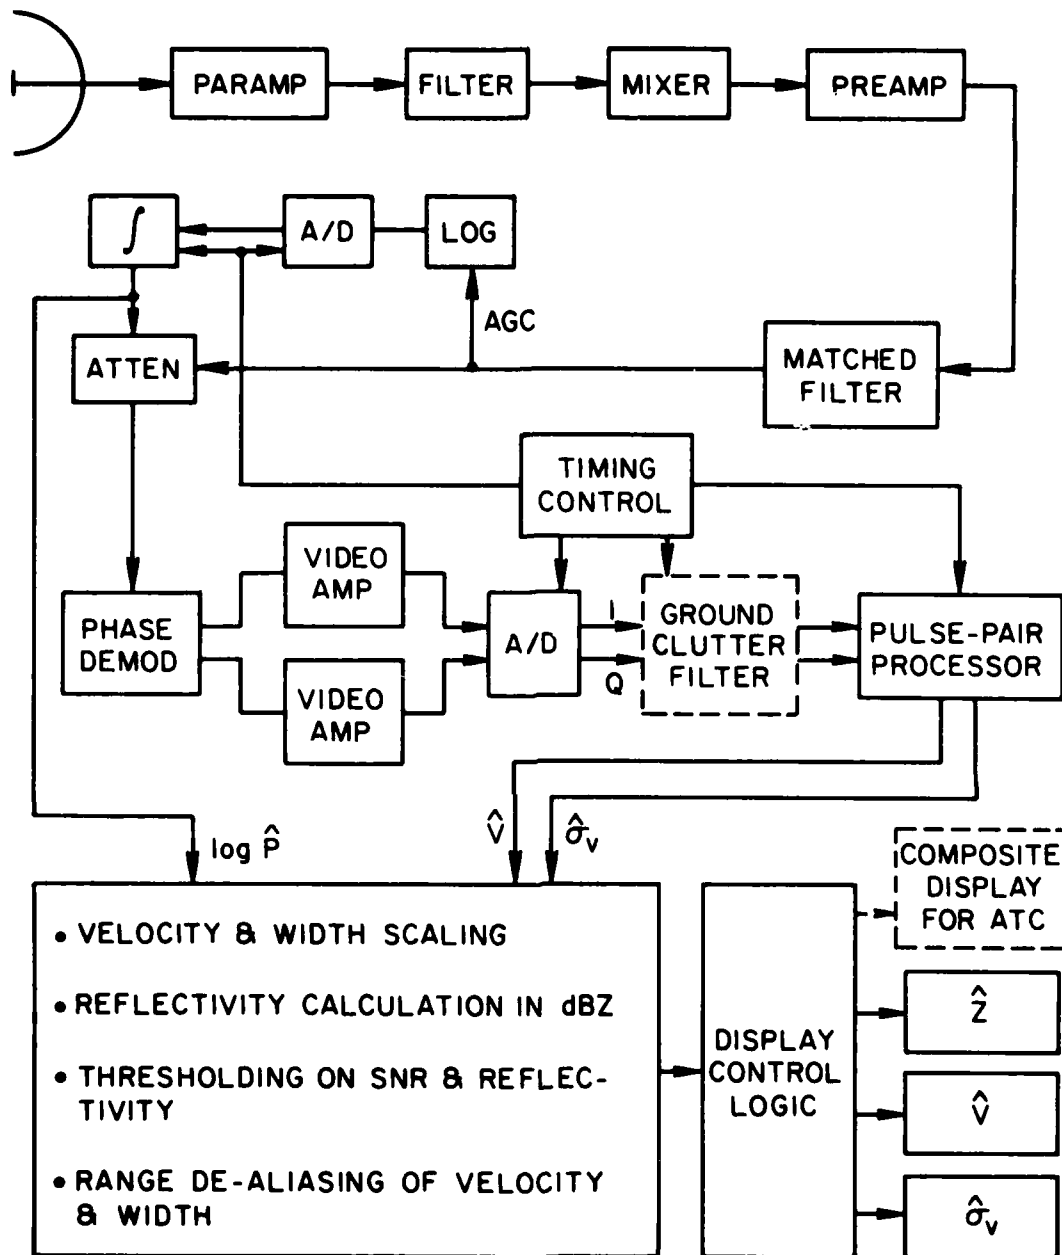 PARAMP
FILTER
MIXER
PREAMP
∫
A/D
LOG
AGC
ATTEN
MATCHED
FILTER
TIMING
CONTROL
VIDEO
AMP
PHASE
DEMOD
VIDEO
AMP
A/D
I
Q
GROUND
CLUTTER
FILTER
PULSE-PAIR
PROCESSOR
log P̂
V̂
σ̂ᵥ
• VELOCITY & WIDTH SCALING
• REFLECTIVITY CALCULATION IN dBZ
• THRESHOLDING ON SNR & REFLEC-
TIVITY
• RANGE DE-ALIASING OF VELOCITY
& WIDTH
DISPLAY
CONTROL
LOGIC
COMPOSITE
DISPLAY
FOR ATC
Ẑ
V̂
σ̂ᵥ